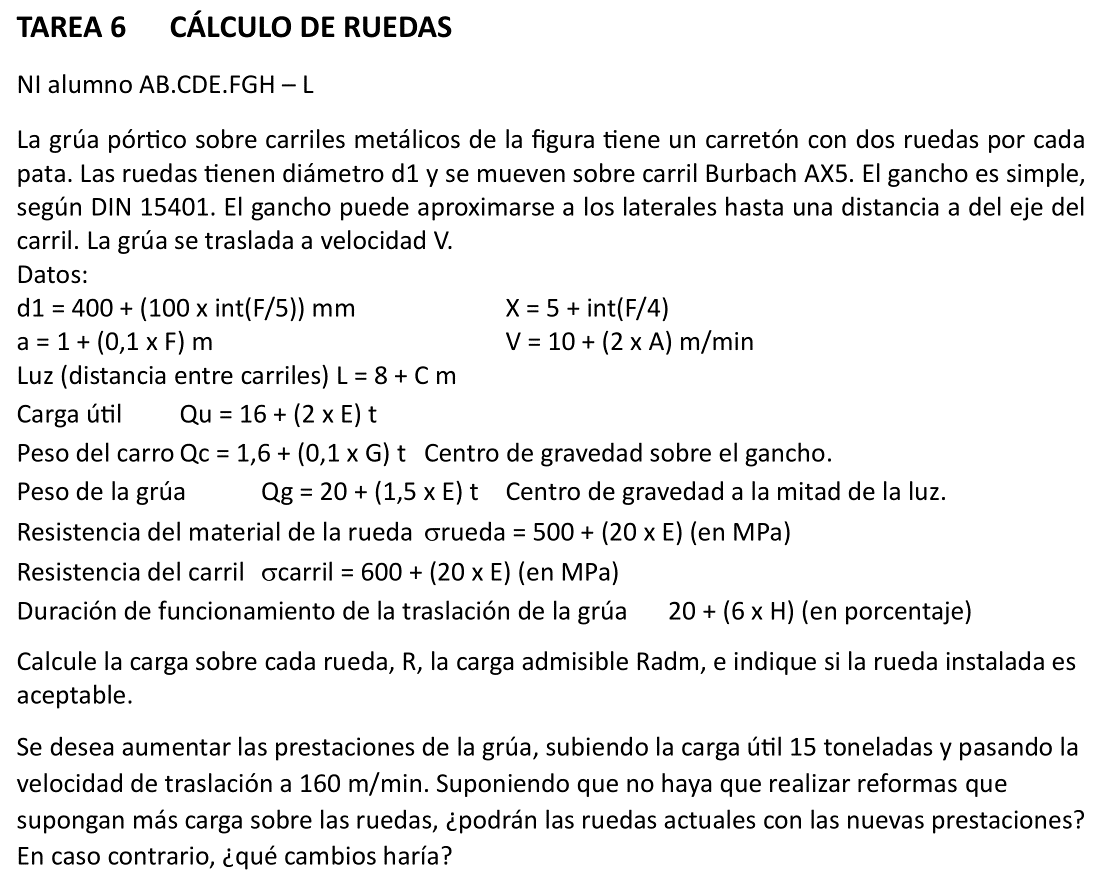 TAREA 6 CÁLCULO DE RUEDAS
NI alumno AB.CDE.FGH – L
La grúa pórtico sobre carriles metálicos de la figura tiene un carretón con dos ruedas por cada
pata. Las ruedas tienen diámetro d1 y se mueven sobre carril Burbach AX5. El gancho es simple,
según DIN 15401. El gancho puede aproximarse a los laterales hasta una distancia a del eje del
carril. La grúa se traslada a velocidad V.
Datos:
d1 = 400 + (100 x int(F/5)) mm X = 5 + int(F/4)
a = 1 + (0,1 x F) m V = 10 + (2 x A) m/min
Luz (distancia entre carriles) L = 8 + C m
Carga útil Qu = 16 + (2 x E) t
Peso del carro Qc = 1,6 + (0,1 x G) t Centro de gravedad sobre el gancho.
Peso de la grúa Qg = 20 + (1,5 x E) t Centro de gravedad a la mitad de la luz.
Resistencia del material de la rueda σrueda = 500 + (20 x E) (en MPa)
Resistencia del carril σcarril = 600 + (20 x E) (en MPa)
Duración de funcionamiento de la traslación de la grúa 20 + (6 x H) (en porcentaje)
Calcule la carga sobre cada rueda, R, la carga admisible Radm, e indique si la rueda instalada es
aceptable.
Se desea aumentar las prestaciones de la grúa, subiendo la carga útil 15 toneladas y pasando la
velocidad de traslación a 160 m/min. Suponiendo que no haya que realizar reformas que
supongan más carga sobre las ruedas, ¿podrán las ruedas actuales con las nuevas prestaciones?
En caso contrario, ¿qué cambios haría?